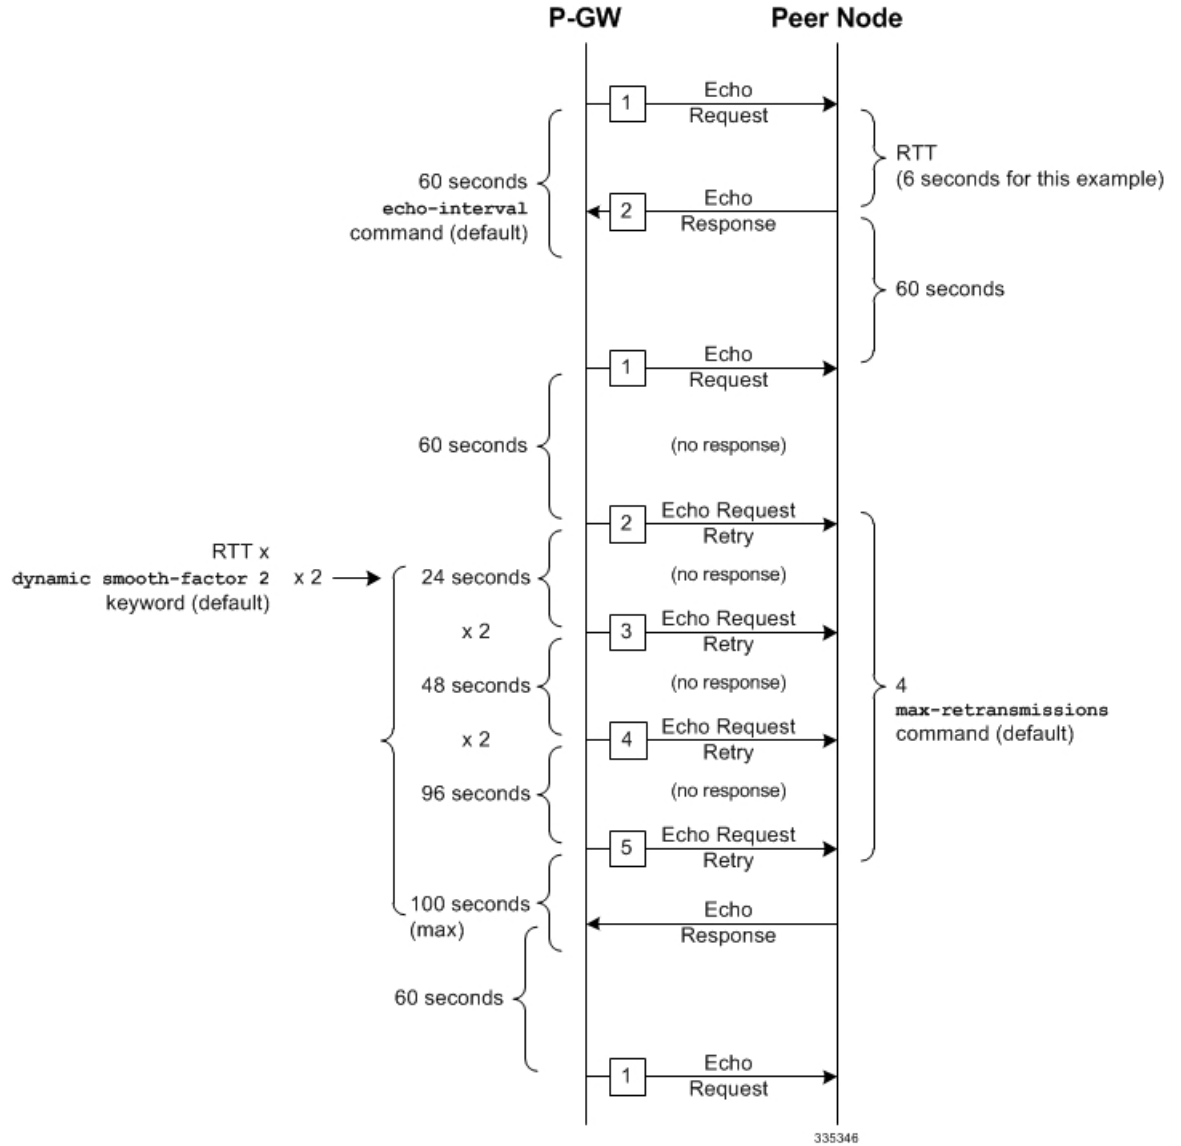 P-GW
Peer Node
1
Echo
Request
RTT
(6 seconds for this example)
60 seconds
echo-interval
command (default)
2
Echo
Response
60 seconds
1
Echo
Request
60 seconds
(no response)
2
Echo Request
Retry
RTT x
dynamic smooth-factor 2
keyword (default)
x 2
24 seconds
(no response)
x 2
3
Echo Request
Retry
48 seconds
(no response)
4
max-retransmissions
command (default)
x 2
4
Echo Request
Retry
96 seconds
(no response)
5
Echo Request
Retry
100 seconds
(max)
Echo
Response
60 seconds
1
Echo
Request
335346